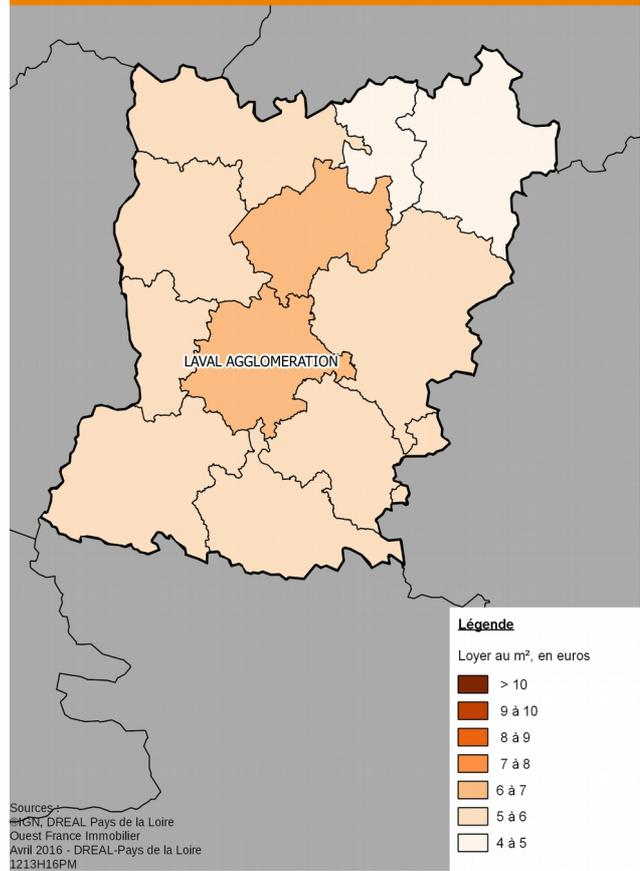 LAVAL AGGLOMERATION
Légende
Loyer au m², en euros
> 10
9 à 10
8 à 9
7 à 8
6 à 7
5 à 6
4 à 5
Sources :
©IGN, DREAL Pays de la Loire
Ouest France Immobilier
Avril 2016 - DREAL-Pays de la Loire
1213H16PM